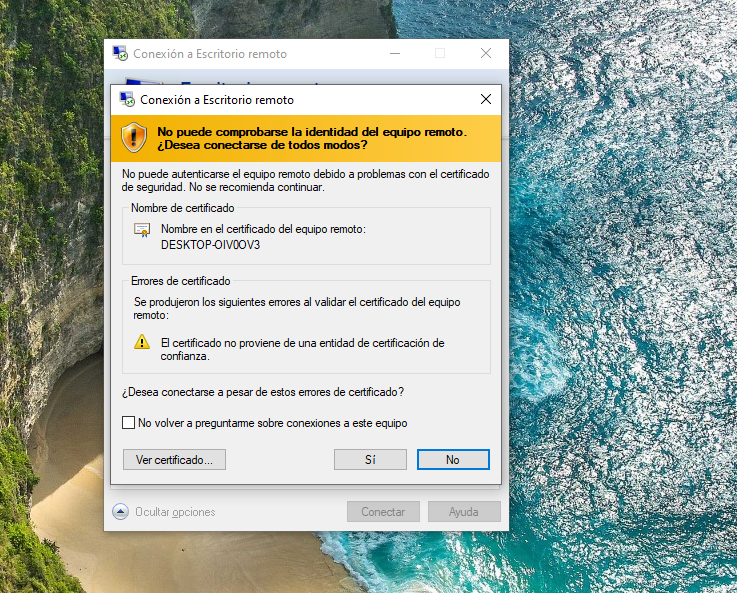 Conexión a Escritorio remoto
Conexión a Escritorio remoto
No puede comprobarse la identidad del equipo remoto.
¿Desea conectarse de todos modos?
No puede autenticarse el equipo remoto debido a problemas con el certificado
de seguridad. No se recomienda continuar.
Nombre de certificado
Nombre en el certificado del equipo remoto:
DESKTOP-OIV0OV3
Errores de certificado
Se produjeron los siguientes errores al validar el certificado del equipo
remoto:
El certificado no proviene de una entidad de certificación de
confianza.
¿Desea conectarse a pesar de estos errores de certificado?
No volver a preguntarme sobre conexiones a este equipo
Ver certificado...
Sí
No
Ocultar opciones
Conectar
Ayuda